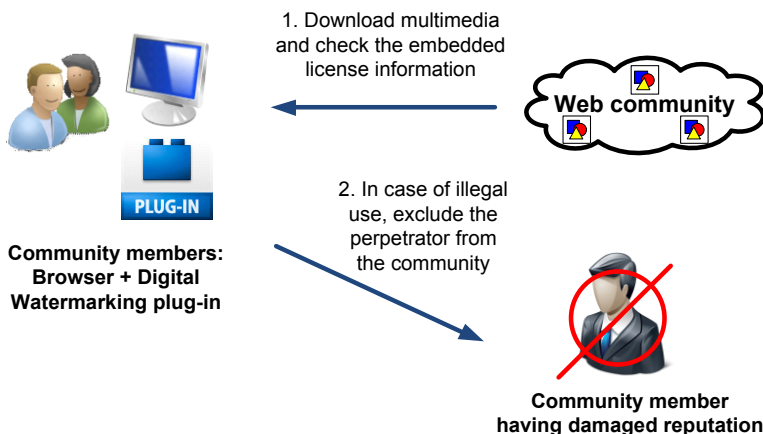 1. Download multimedia
and check the embedded
license information
Web community
PLUG-IN
2. In case of illegal
use, exclude the
perpetrator from
the community
Community members:
Browser + Digital
Watermarking plug-in
Community member
having damaged reputation